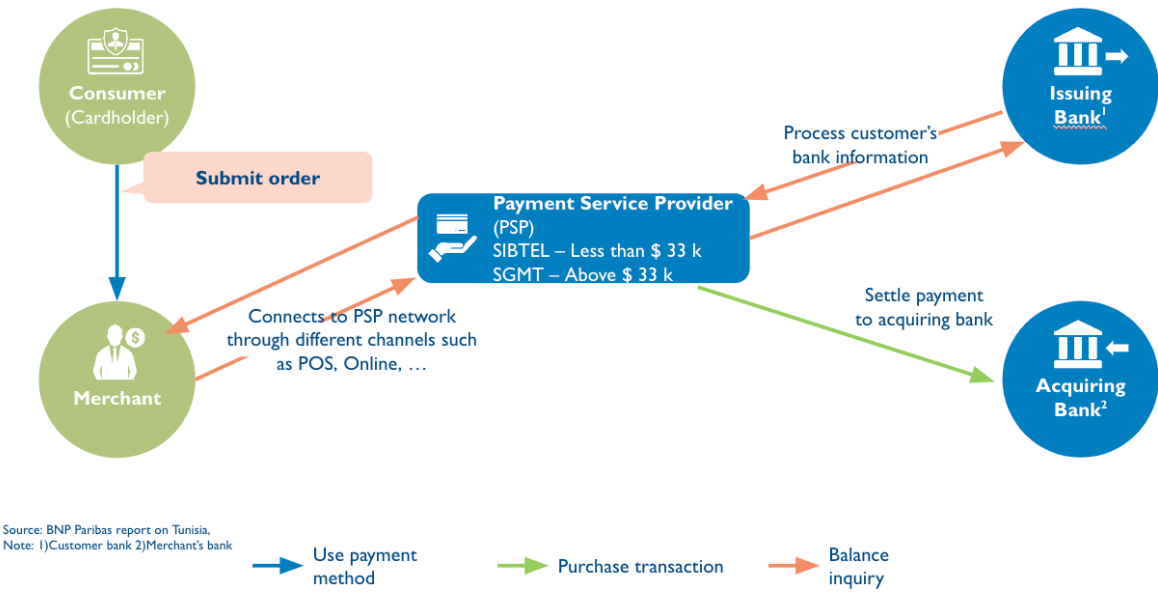 Consumer
(Cardholder)
Submit order
Merchant
Connects to PSP network
through different channels such
as POS, Online, …
Payment Service Provider
(PSP)
SIBTEL – Less than $ 33 k
SGMT – Above $ 33 k
Process customer's
bank information
Issuing
Bank¹
Settle payment
to acquiring bank
Acquiring
Bank²
$
Source: BNP Paribas report on Tunisia,
Note: 1)Customer bank 2)Merchant's bank
Use payment
method
Purchase transaction
Balance
inquiry